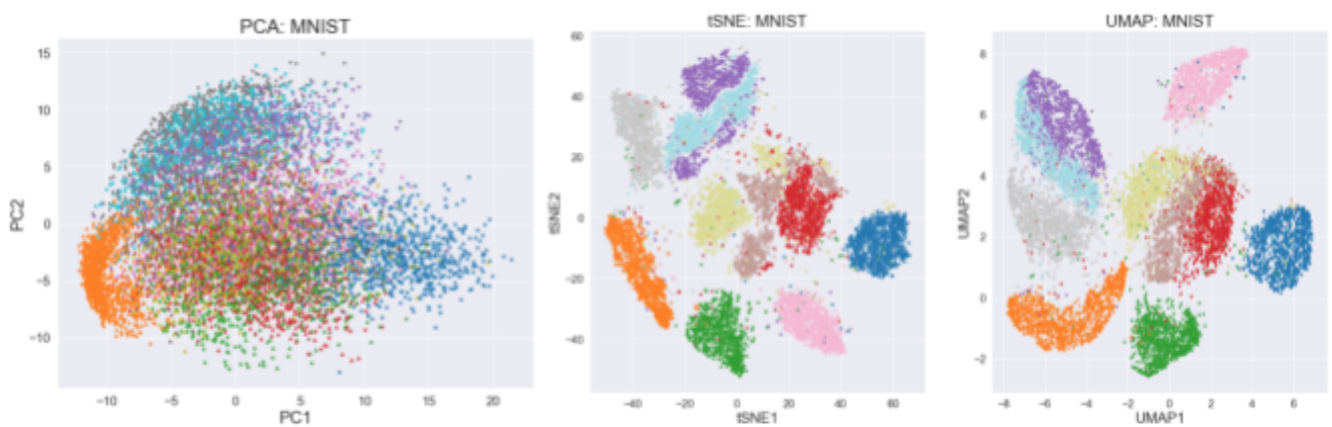 PCA: MNIST
15
10
5
0
−5
−10
PC2
−10 −5 0 5 10 15 20
PC1
tSNE: MNIST
60
40
20
0
−20
−40
tSNE2
−40 −20 0 20 40 60
tSNE1
UMAP: MNIST
8
6
4
2
0
−2
UMAP2
−8 −6 −4 −2 0 2 4 6
UMAP1